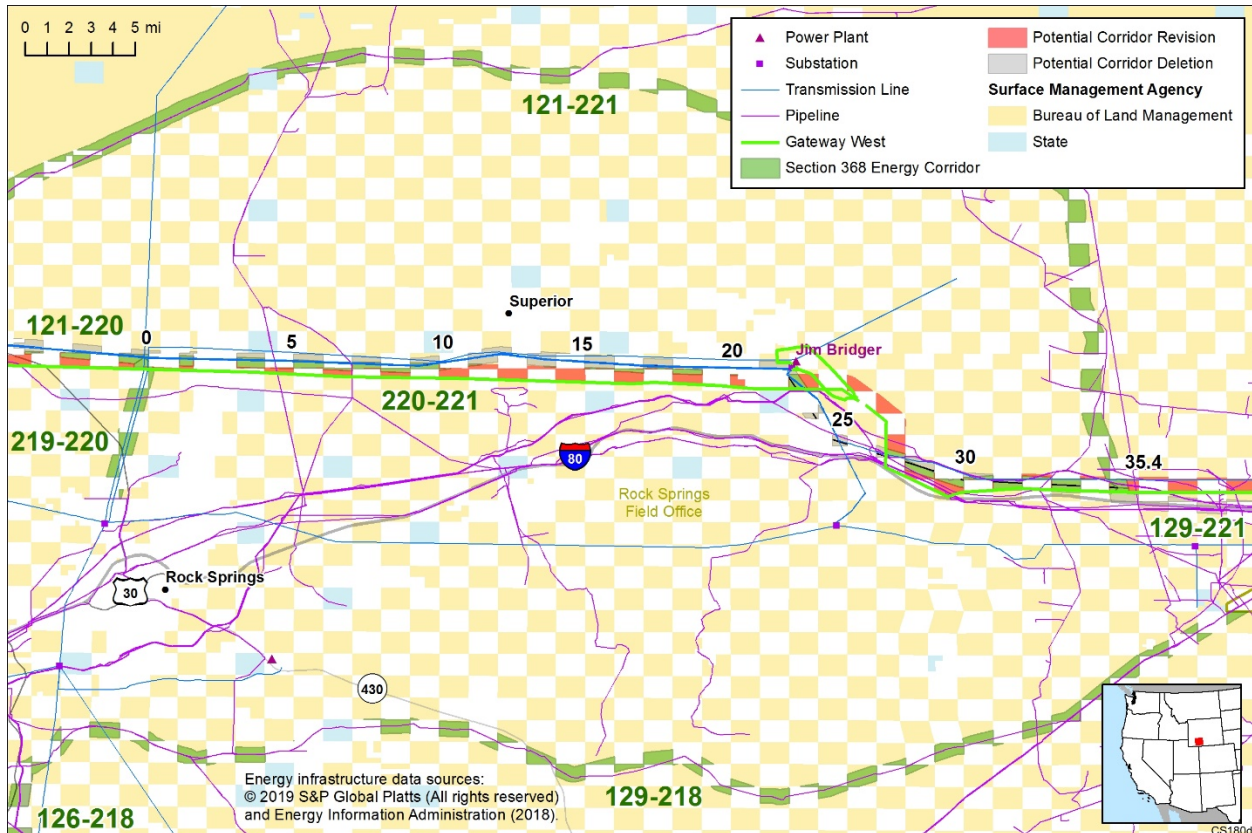 0 1 2 3 4 5 mi
Power Plant
Substation
Transmission Line
Pipeline
Gateway West
Section 368 Energy Corridor
Potential Corridor Revision
Potential Corridor Deletion
Surface Management Agency
Bureau of Land Management
State
121-221
Superior
121-220
0
5
10
15
20
Jim Bridger
220-221
25
219-220
80
30
35.4
Rock Springs
Field Office
129-221
30
Rock Springs
430
129-218
126-218
Energy infrastructure data sources:
© 2019 S&P Global Platts (All rights reserved)
and Energy Information Administration (2018).